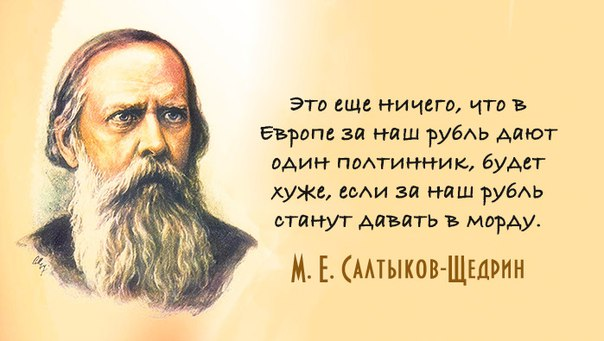 Это еще ничего, что в
Европе за наш рубль дают
один полтинник, будет
хуже, если за наш рубль
станут давать в морду.
М. Е. Салтыков-Щедрин